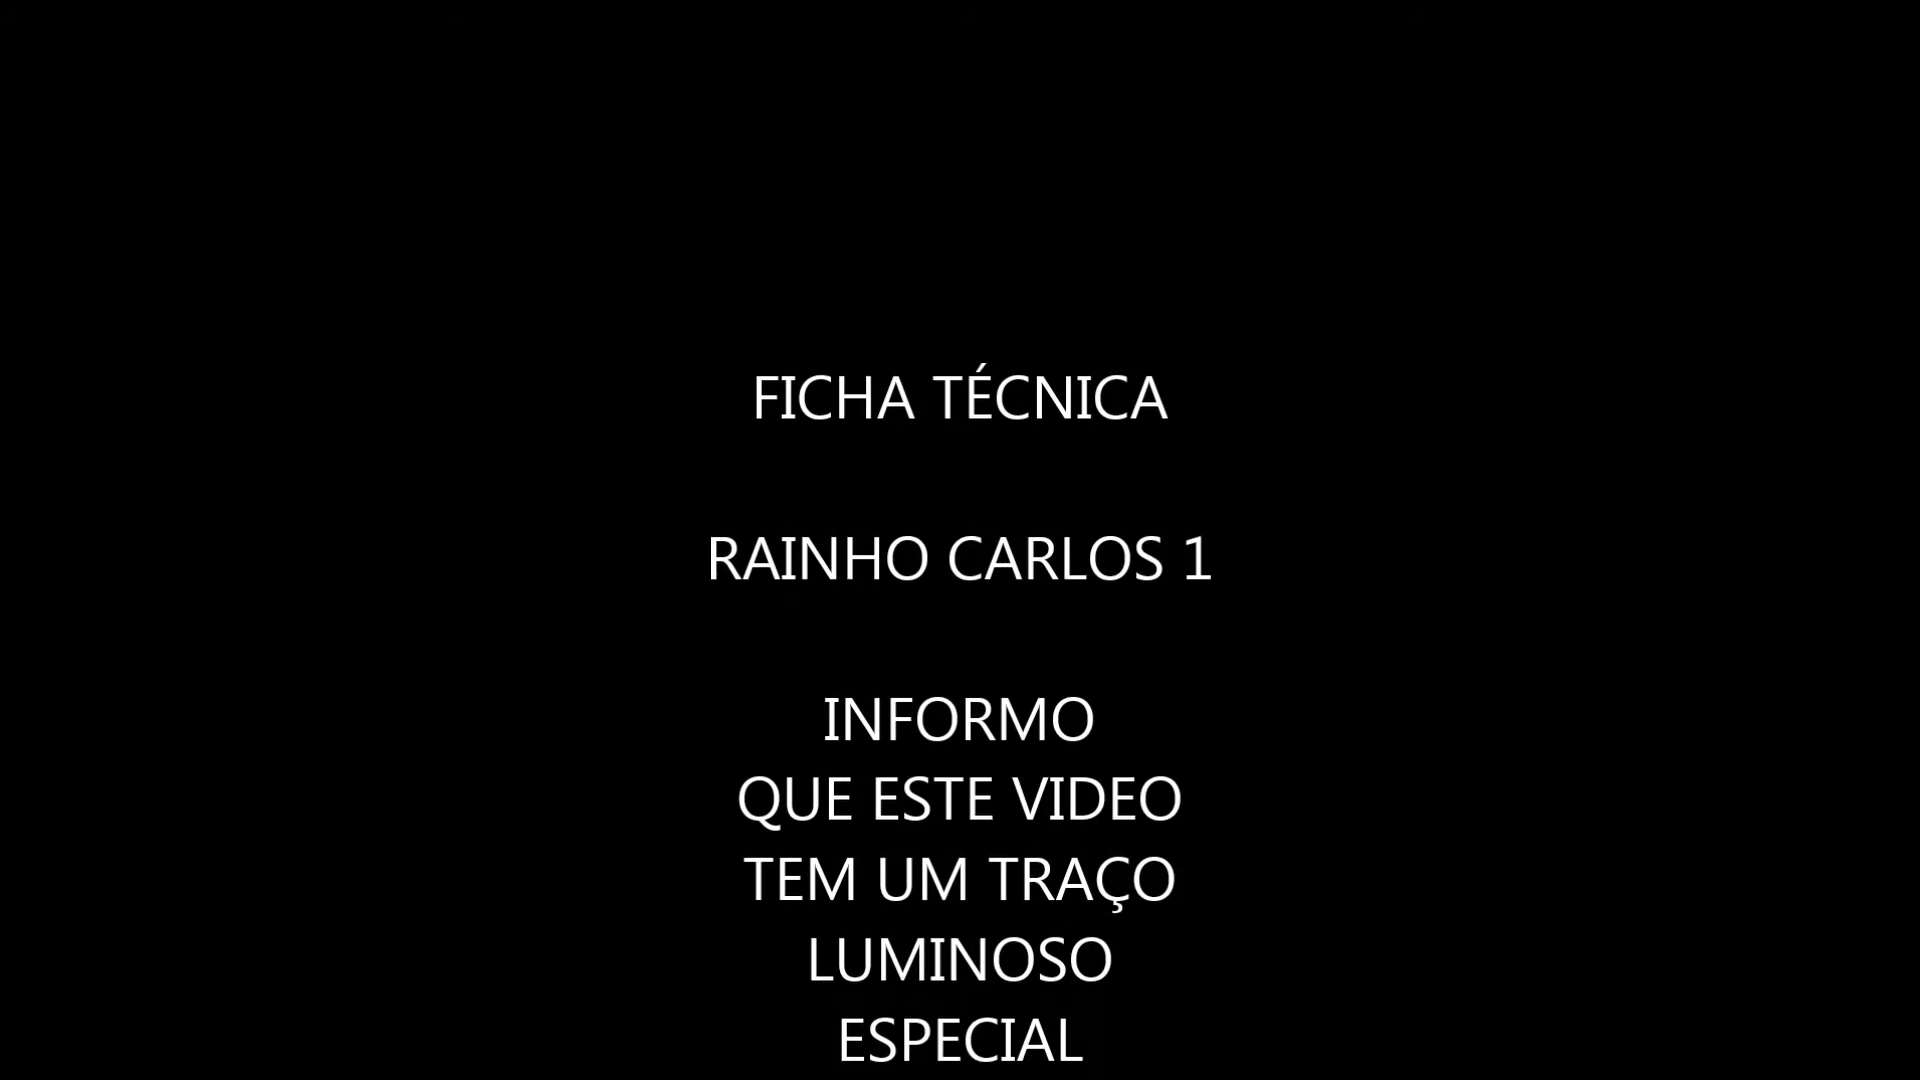 FICHA TÉCNICA
RAINHO CARLOS 1
INFORMO
QUE ESTE VIDEO
TEM UM TRAÇO
LUMINOSO
ESPECIAL